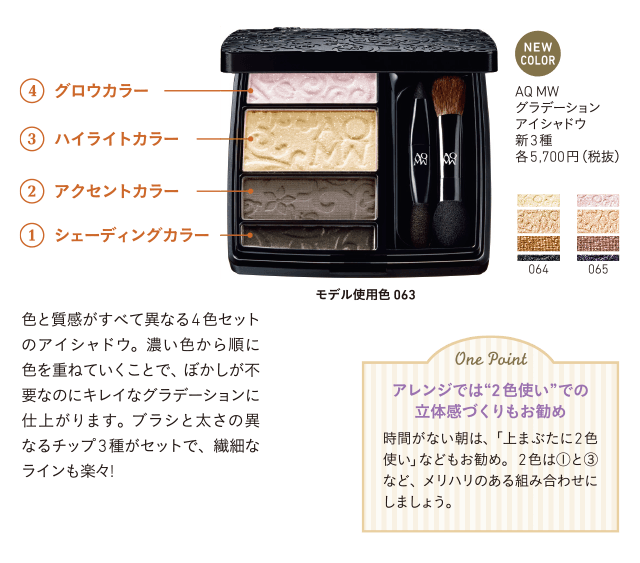 ④ グロウカラー
③ ハイライトカラー
② アクセントカラー
① シェーディングカラー
AQ
MW
AQ
MW
AQ
MW
モデル使用色 063
NEW
COLOR
AQ MW
グラデーション
アイシャドウ
新3種
各5,700円(税抜)
064
065
色と質感がすべて異なる4色セット
のアイシャドウ。濃い色から順に
色を重ねていくことで、ぼかしが不
要なのにキレイなグラデーションに
仕上がります。ブラシと太さの異
なるチップ3種がセットで、繊細な
ラインも楽々!
One Point
アレンジでは“2色使い”での
立体感づくりもお勧め
時間がない朝は、「上まぶたに2色
使い」などもお勧め。2色は①と③
など、メリハリのある組み合わせに
しましょう。